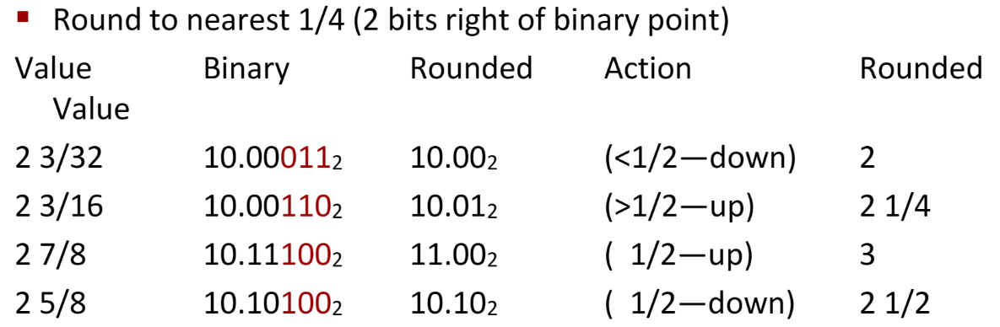 ▪ Round to nearest 1/4 (2 bits right of binary point)
Value Binary Rounded Action Rounded
Value
2 3/32 10.00011₂ 10.00₂ (<1/2—down) 2
2 3/16 10.00110₂ 10.01₂ (>1/2—up) 2 1/4
2 7/8 10.11100₂ 11.00₂ ( 1/2—up) 3
2 5/8 10.10100₂ 10.10₂ ( 1/2—down) 2 1/2